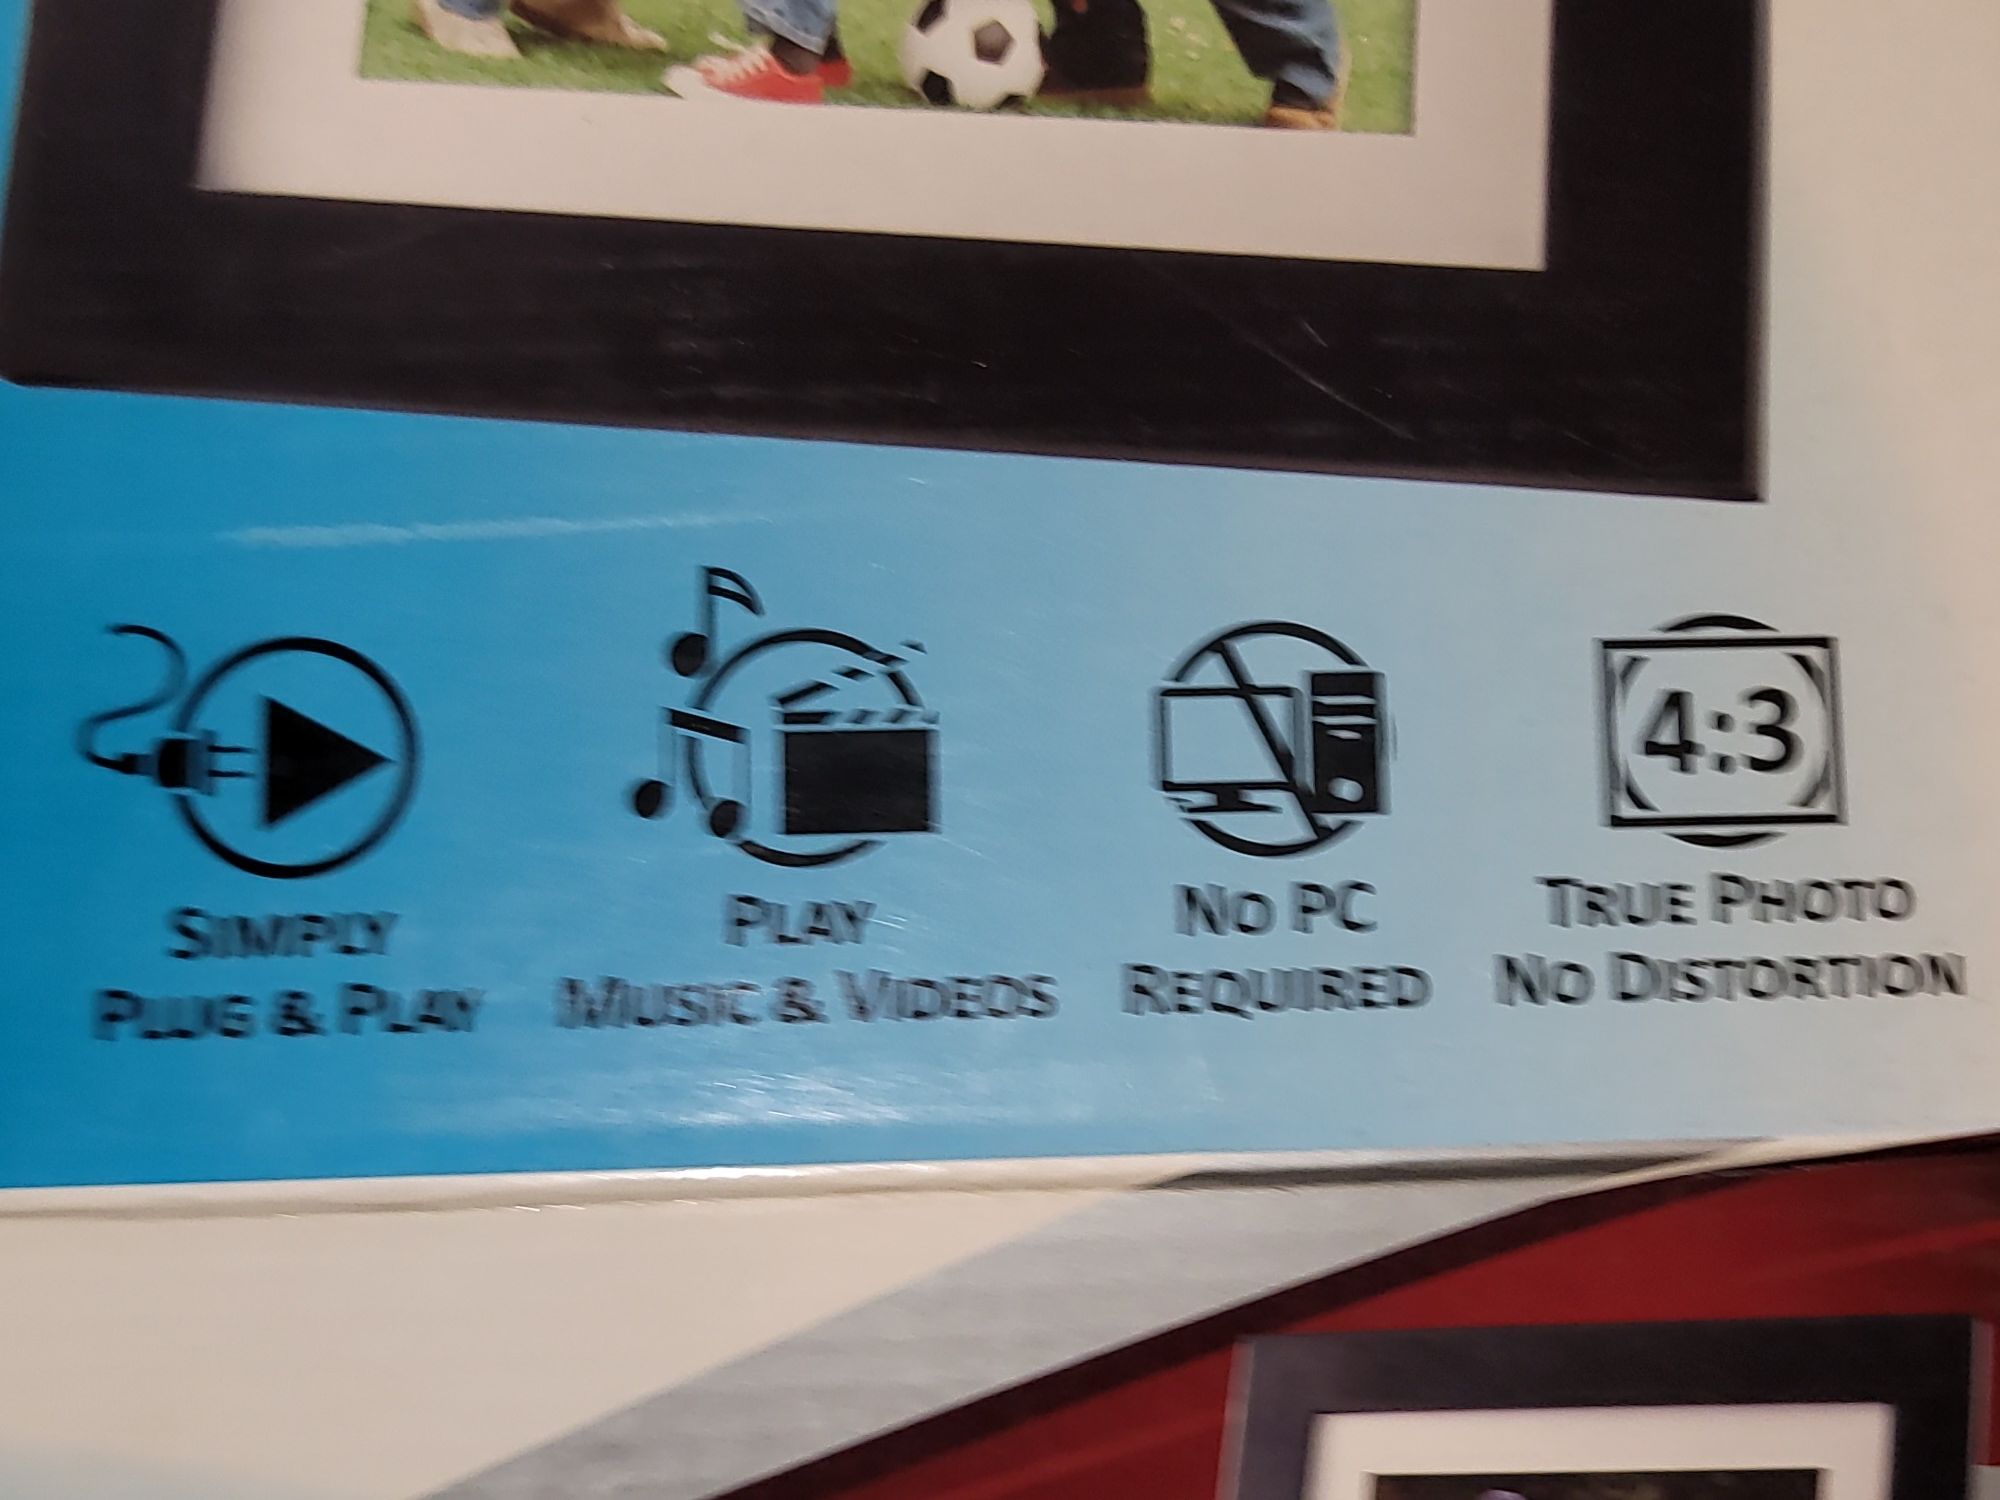 4:3
SIMPLY
PLUG & PLAY
PLAY
MUSIC & VIDEOS
NO PC
REQUIRED
TRUE PHOTO
NO DISTORTION